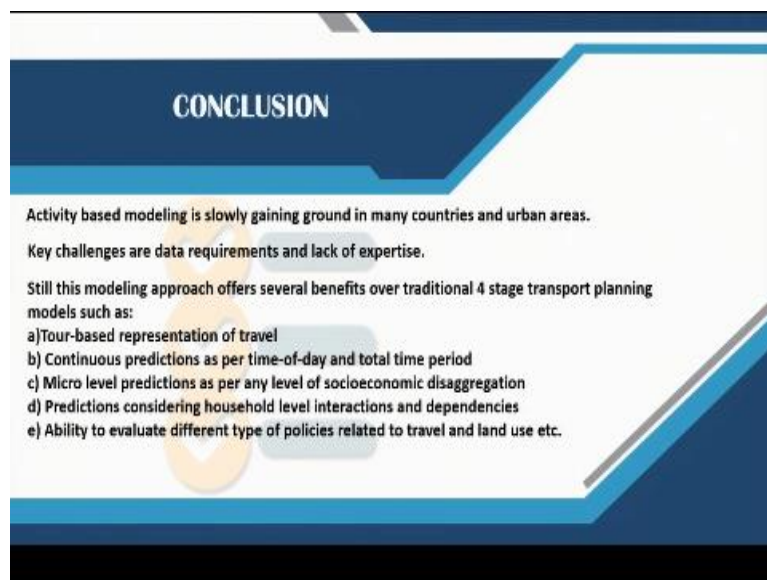 CONCLUSION
Activity based modeling is slowly gaining ground in many countries and urban areas.
Key challenges are data requirements and lack of expertise.
Still this modeling approach offers several benefits over traditional 4 stage transport planning
models such as:
a)Tour-based representation of travel
b) Continuous predictions as per time-of-day and total time period
c) Micro level predictions as per any level of socioeconomic disaggregation
d) Predictions considering household level interactions and dependencies
e) Ability to evaluate different type of policies related to travel and land use etc.